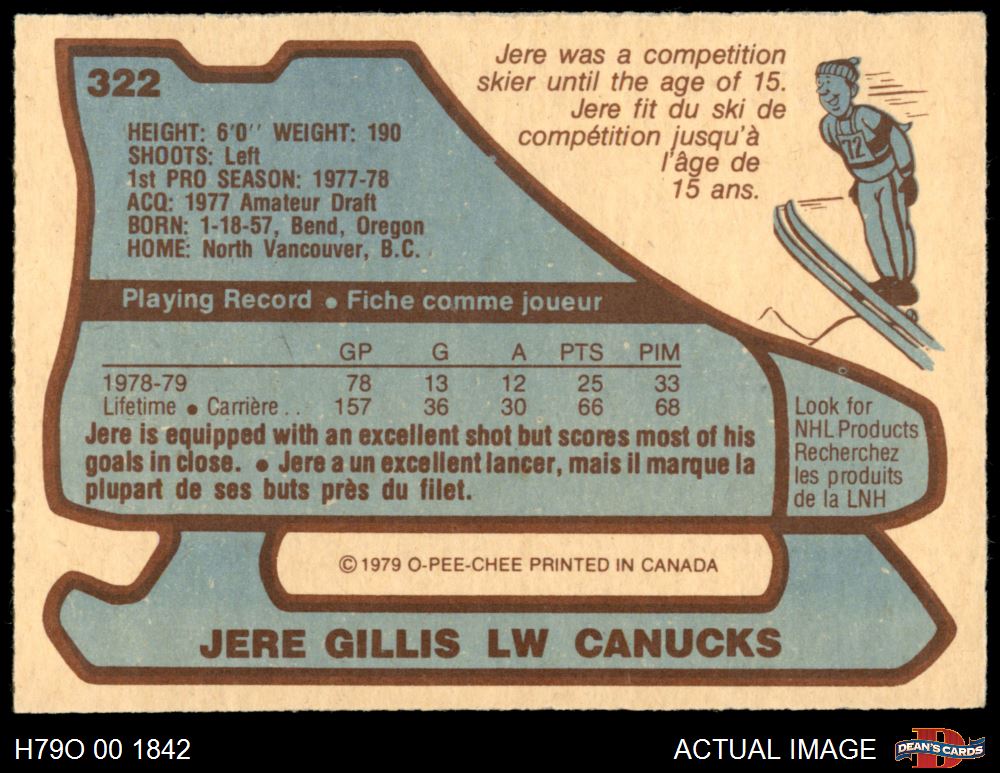 322
Jere was a competition
skier until the age of 15.
Jere fit du ski de
compétition jusqu'à
l'âge de
15 ans.
72
HEIGHT: 6'0'' WEIGHT: 190
SHOOTS: Left
1st PRO SEASON: 1977-78
ACQ: 1977 Amateur Draft
BORN: 1-18-57, Bend, Oregon
HOME: North Vancouver, B.C.
Playing Record • Fiche comme joueur
GP G A PTS PIM
1978-79 78 13 12 25 33
Lifetime • Carrière .. 157 36 30 66 68
Jere is equipped with an excellent shot but scores most of his
goals in close. • Jere a un excellent lancer, mais il marque la
plupart de ses buts près du filet.
Look for
NHL Products
Recherchez
les produits
de la LNH
© 1979 O-PEE-CHEE PRINTED IN CANADA
JERE GILLIS LW CANUCKS
H79O 00 1842
ACTUAL IMAGE
DEAN'S CARDS